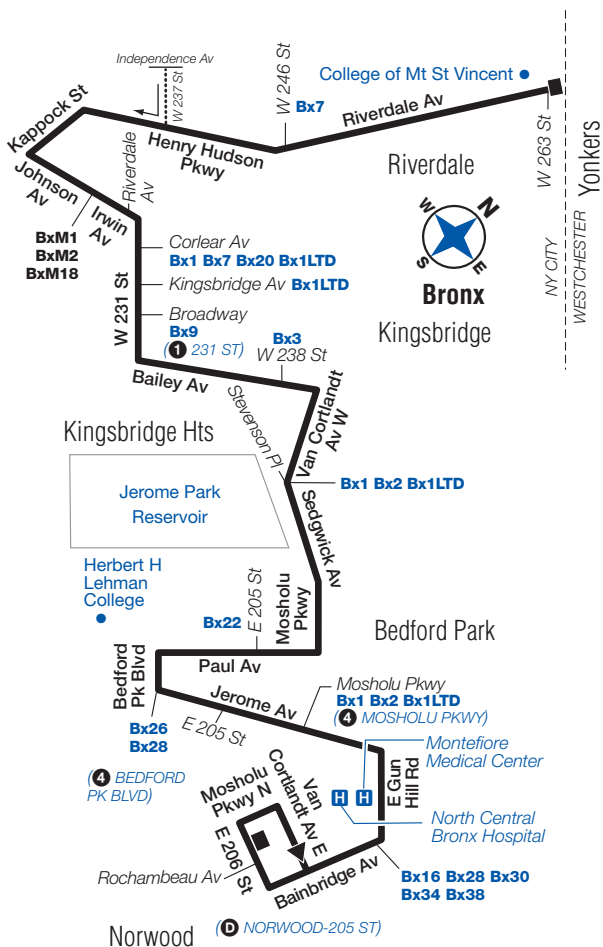 Independence Av
W 237 St
W 246 St
Bx7
College of Mt St Vincent
Riverdale Av
W 263 St
Yonkers
NY CITY
WESTCHESTER
Kappock St
Henry Hudson
Pkwy
Riverdale
Johnson
Av
Irwin
Av
Riverdale
Av
BxM1
BxM2
BxM18
W
N
S
E
Bronx
Kingsbridge
W 231 St
Corlear Av
Bx1 Bx7 Bx20 Bx1LTD
Kingsbridge Av Bx1LTD
Broadway
Bx9
(1 231 ST)
Bx3
W 238 St
Bailey Av
Van Cortlandt
Av W
Stevenson Pl
Kingsbridge Hts
Jerome Park
Reservoir
Bx1 Bx2 Bx1LTD
Sedgwick Av
Herbert H
Lehman
College
Mosholu
Pkwy
Bx22
E 205 St
Bedford Park
Paul Av
Bedford
Pk Blvd
Jerome Av
Mosholu Pkwy
Bx1 Bx2 Bx1LTD
(4 MOSHOLU PKWY)
E 205 St
Bx26
Bx28
(4 BEDFORD
PK BLVD)
Montefiore
Medical Center
E Gun
Hill Rd
H H
North Central
Bronx Hospital
Mosholu
Pkwy N
Van
Cortlandt Av E
E 206 St
Rochambeau Av
Bainbridge Av
Bx16 Bx28 Bx30
Bx34 Bx38
Norwood
(D NORWOOD-205 ST)